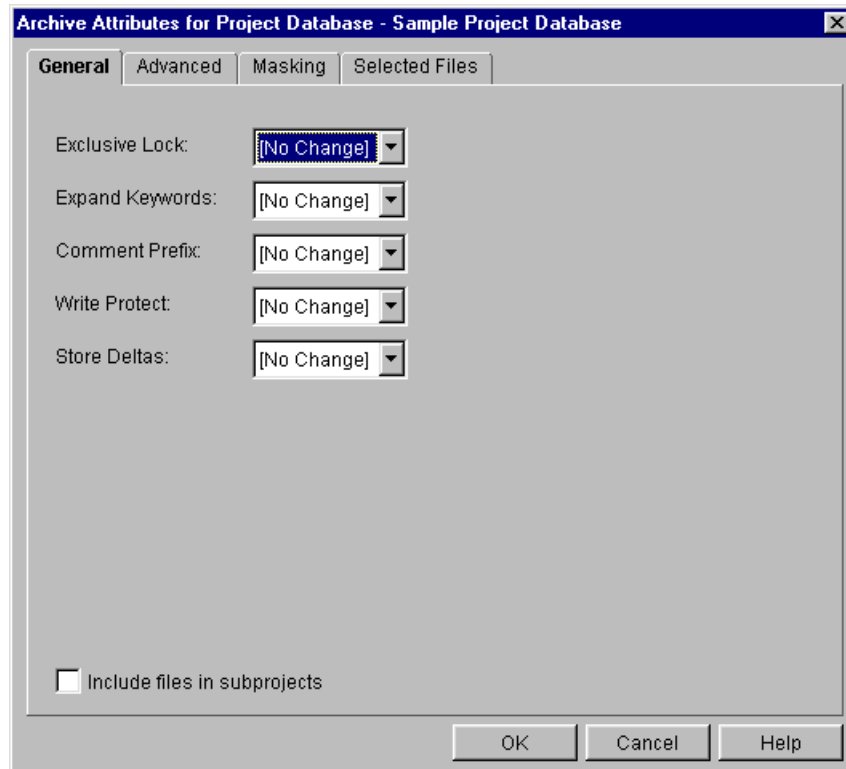 Archive Attributes for Project Database - Sample Project Database
General Advanced Masking Selected Files
Exclusive Lock: [No Change]
Expand Keywords: [No Change]
Comment Prefix: [No Change]
Write Protect: [No Change]
Store Deltas: [No Change]
Include files in subprojects
OK Cancel Help